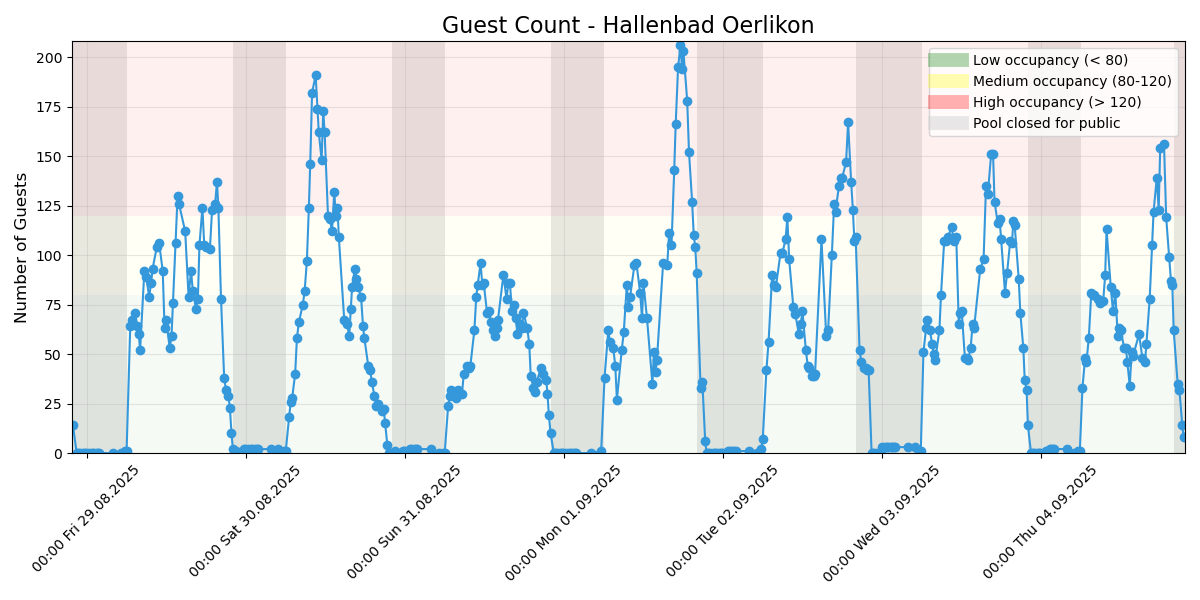 Guest Count - Hallenbad Oerlikon
Number of Guests
200
175
150
125
100
75
50
25
0
Low occupancy (< 80)
Medium occupancy (80-120)
High occupancy (> 120)
Pool closed for public
00:00 Fri 29.08.2025
00:00 Sat 30.08.2025
00:00 Sun 31.08.2025
00:00 Mon 01.09.2025
00:00 Tue 02.09.2025
00:00 Wed 03.09.2025
00:00 Thu 04.09.2025